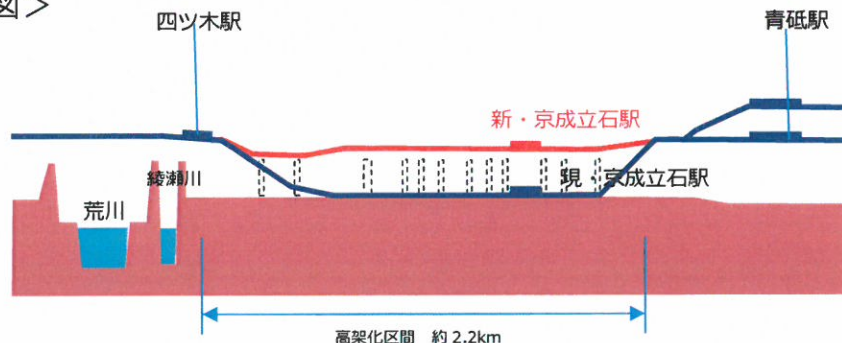 図＞
四ツ木駅
青砥駅
新・京成立石駅
綾瀬川
現・京成立石駅
荒川
高架化区間　約 2.2km